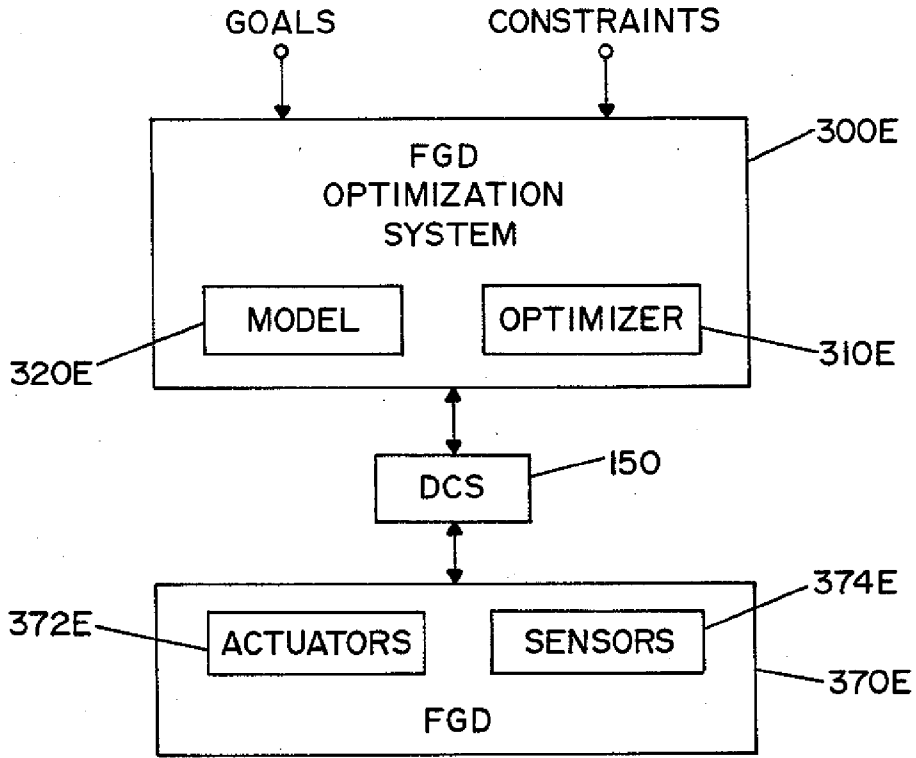 GOALS
CONSTRAINTS
300E
FGD
OPTIMIZATION
SYSTEM
MODEL
OPTIMIZER
320E
310E
DCS
150
374E
372E
ACTUATORS
SENSORS
370E
FGD